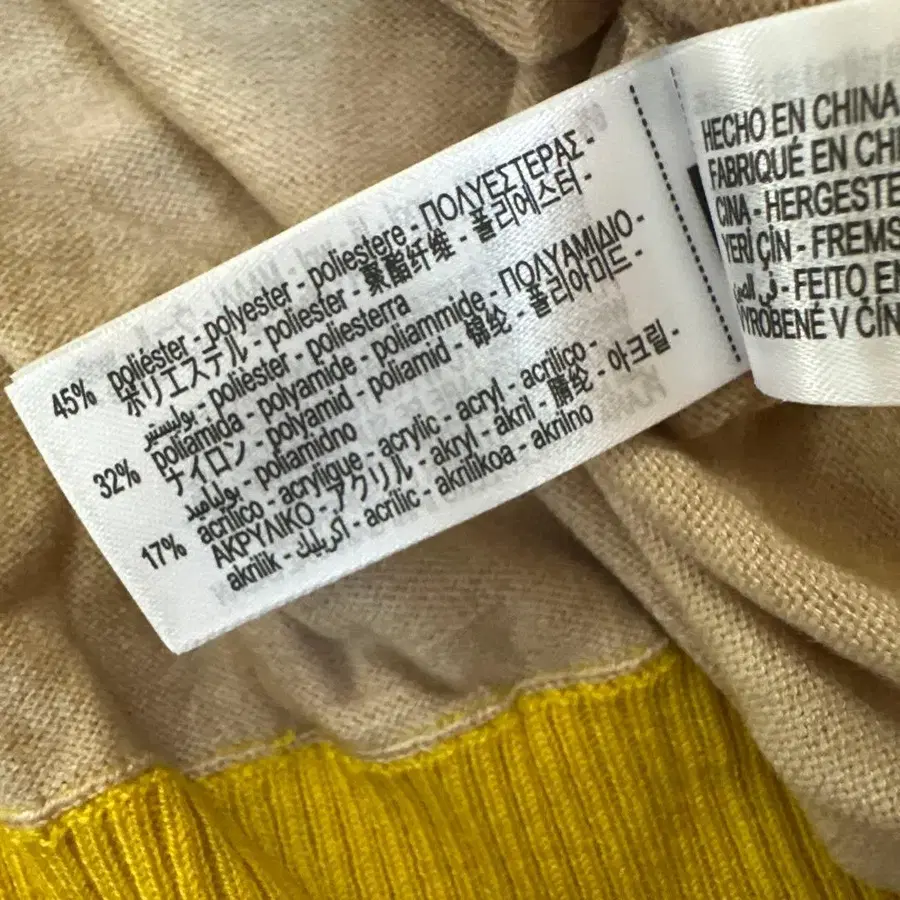 45% poliéster - polyester - poliestere - ΠΟΛΥΕΣΤΕΡΑΣ -
ポリエステル - poliester - 聚酯纤维 - 폴리에스터 -
بوليستر - poliester - poliesterra
32% poliamida - polyamide - poliammide - ΠΟΛΥΑΜΙΔΙΟ -
ナイロン - polyamid - poliamid - 锦纶 - 폴리아미드 -
بولياميد - poliamidno
17% acrílico - acrylique - acrylic - acryl - acrilico -
ΑΚΡΥΛΙΚΟ - アクリル - akryl - akril - 腈纶 - 아크릴 -
akrilik - اكريليك - acrilic - akrilikoa - akrilno
HECHO EN CHINA
FABRIQUÉ EN CHI
CINA - HERGESTE
YERİ ÇİN - FREMS
في الصين - FEITO EN
VYROBENÉ V ČÍN